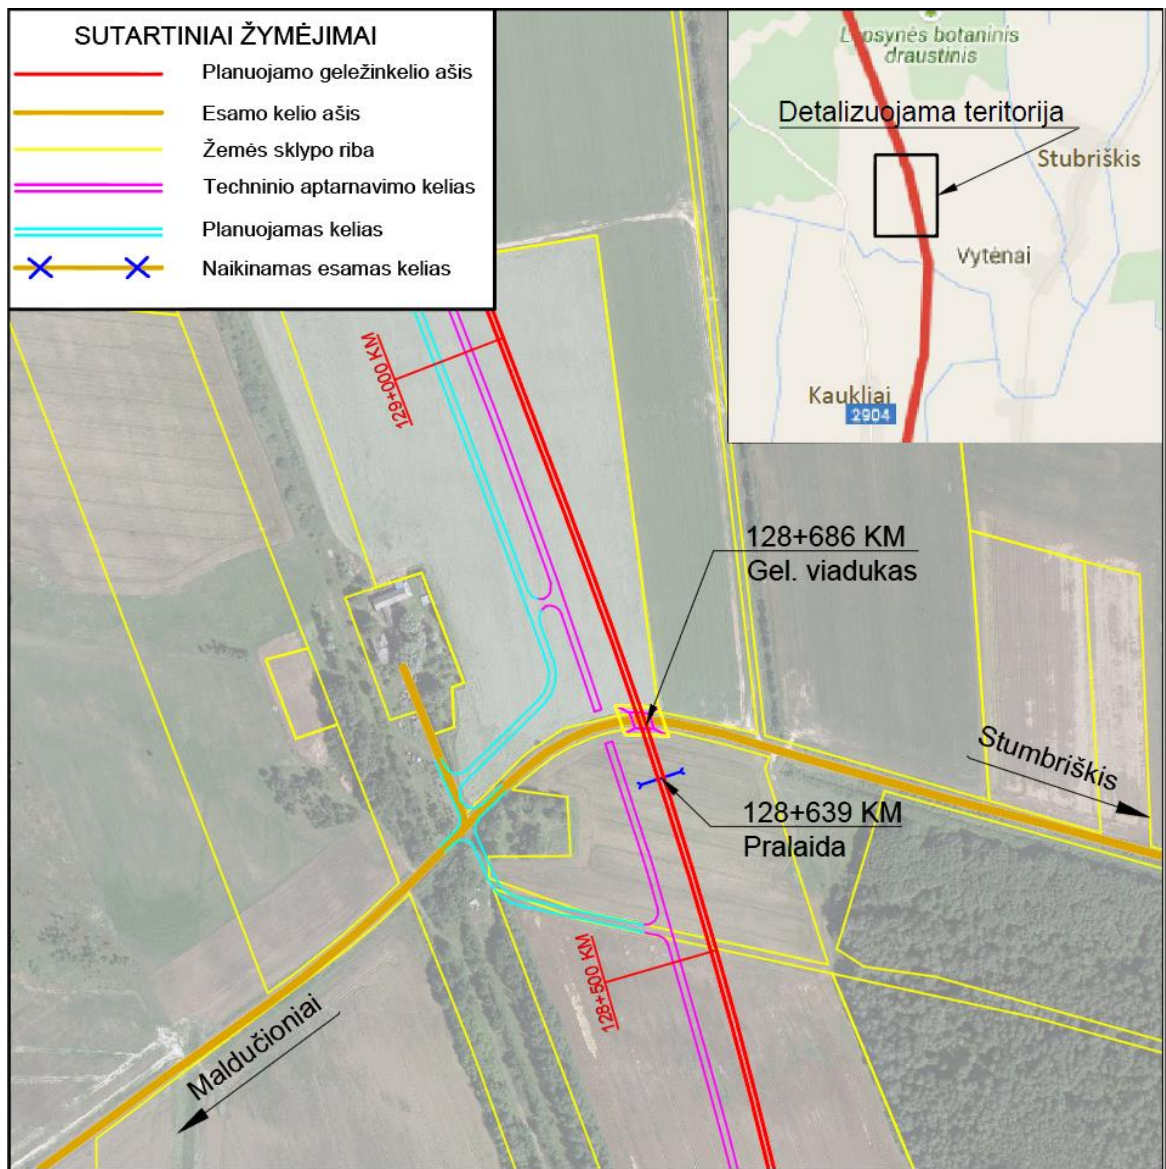 SUTARTINIAI ŽYMĖJIMAI
Planuojamo geležinkelio ašis
Esamo kelio ašis
Žemės sklypo riba
Techninio aptarnavimo kelias
Planuojamas kelias
Naikinamas esamas kelias
Lepsynės botaninis
draustinis
Detalizuojama teritorija
Stubriškis
Vytėnai
Kaukliai
2904
129+000 KM
128+686 KM
Gel. viadukas
Stumbriškis
128+639 KM
Pralaida
128+500 KM
Maldučioniai